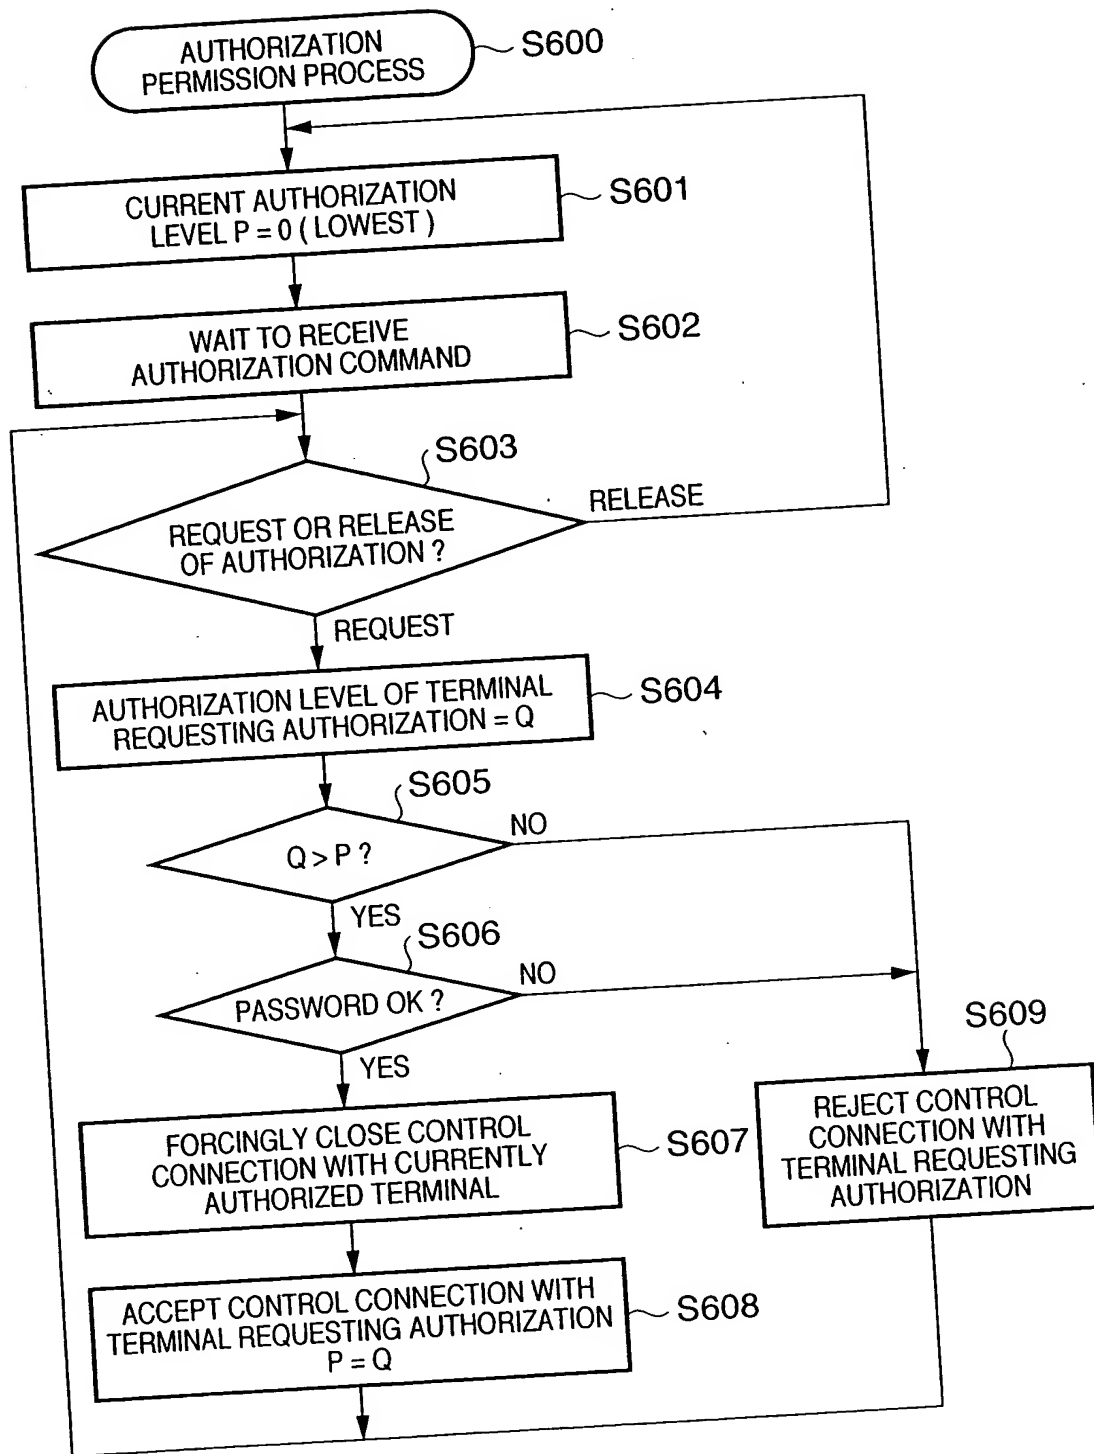 AUTHORIZATION
PERMISSION PROCESS
S600
CURRENT AUTHORIZATION
LEVEL P = 0 ( LOWEST )
S601
WAIT TO RECEIVE
AUTHORIZATION COMMAND
S602
S603
REQUEST OR RELEASE
OF AUTHORIZATION ?
RELEASE
REQUEST
AUTHORIZATION LEVEL OF TERMINAL
REQUESTING AUTHORIZATION = Q
S604
S605
Q > P ?
NO
YES
S606
PASSWORD OK ?
NO
YES
FORCINGLY CLOSE CONTROL
CONNECTION WITH CURRENTLY
AUTHORIZED TERMINAL
S607
S609
REJECT CONTROL
CONNECTION WITH
TERMINAL REQUESTING
AUTHORIZATION
ACCEPT CONTROL CONNECTION WITH
TERMINAL REQUESTING AUTHORIZATION
P = Q
S608